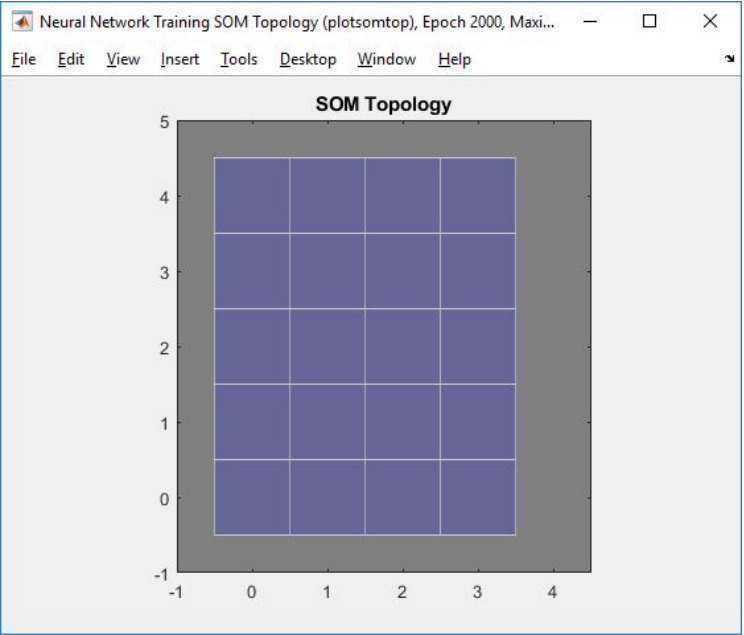 Neural Network Training SOM Topology (plotsomtop), Epoch 2000, Maxi...
File Edit View Insert Tools Desktop Window Help
SOM Topology
5
4
3
2
1
0
-1
-1 0 1 2 3 4